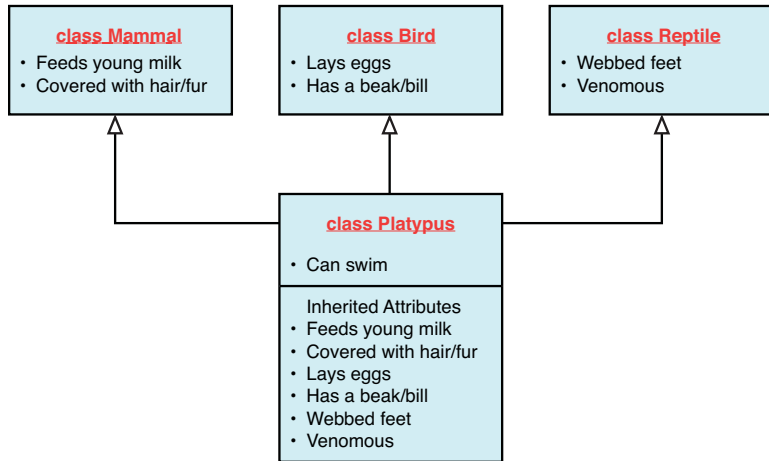 class Mammal
• Feeds young milk
• Covered with hair/fur
class Bird
• Lays eggs
• Has a beak/bill
class Reptile
• Webbed feet
• Venomous
class Platypus
• Can swim
Inherited Attributes
• Feeds young milk
• Covered with hair/fur
• Lays eggs
• Has a beak/bill
• Webbed feet
• Venomous